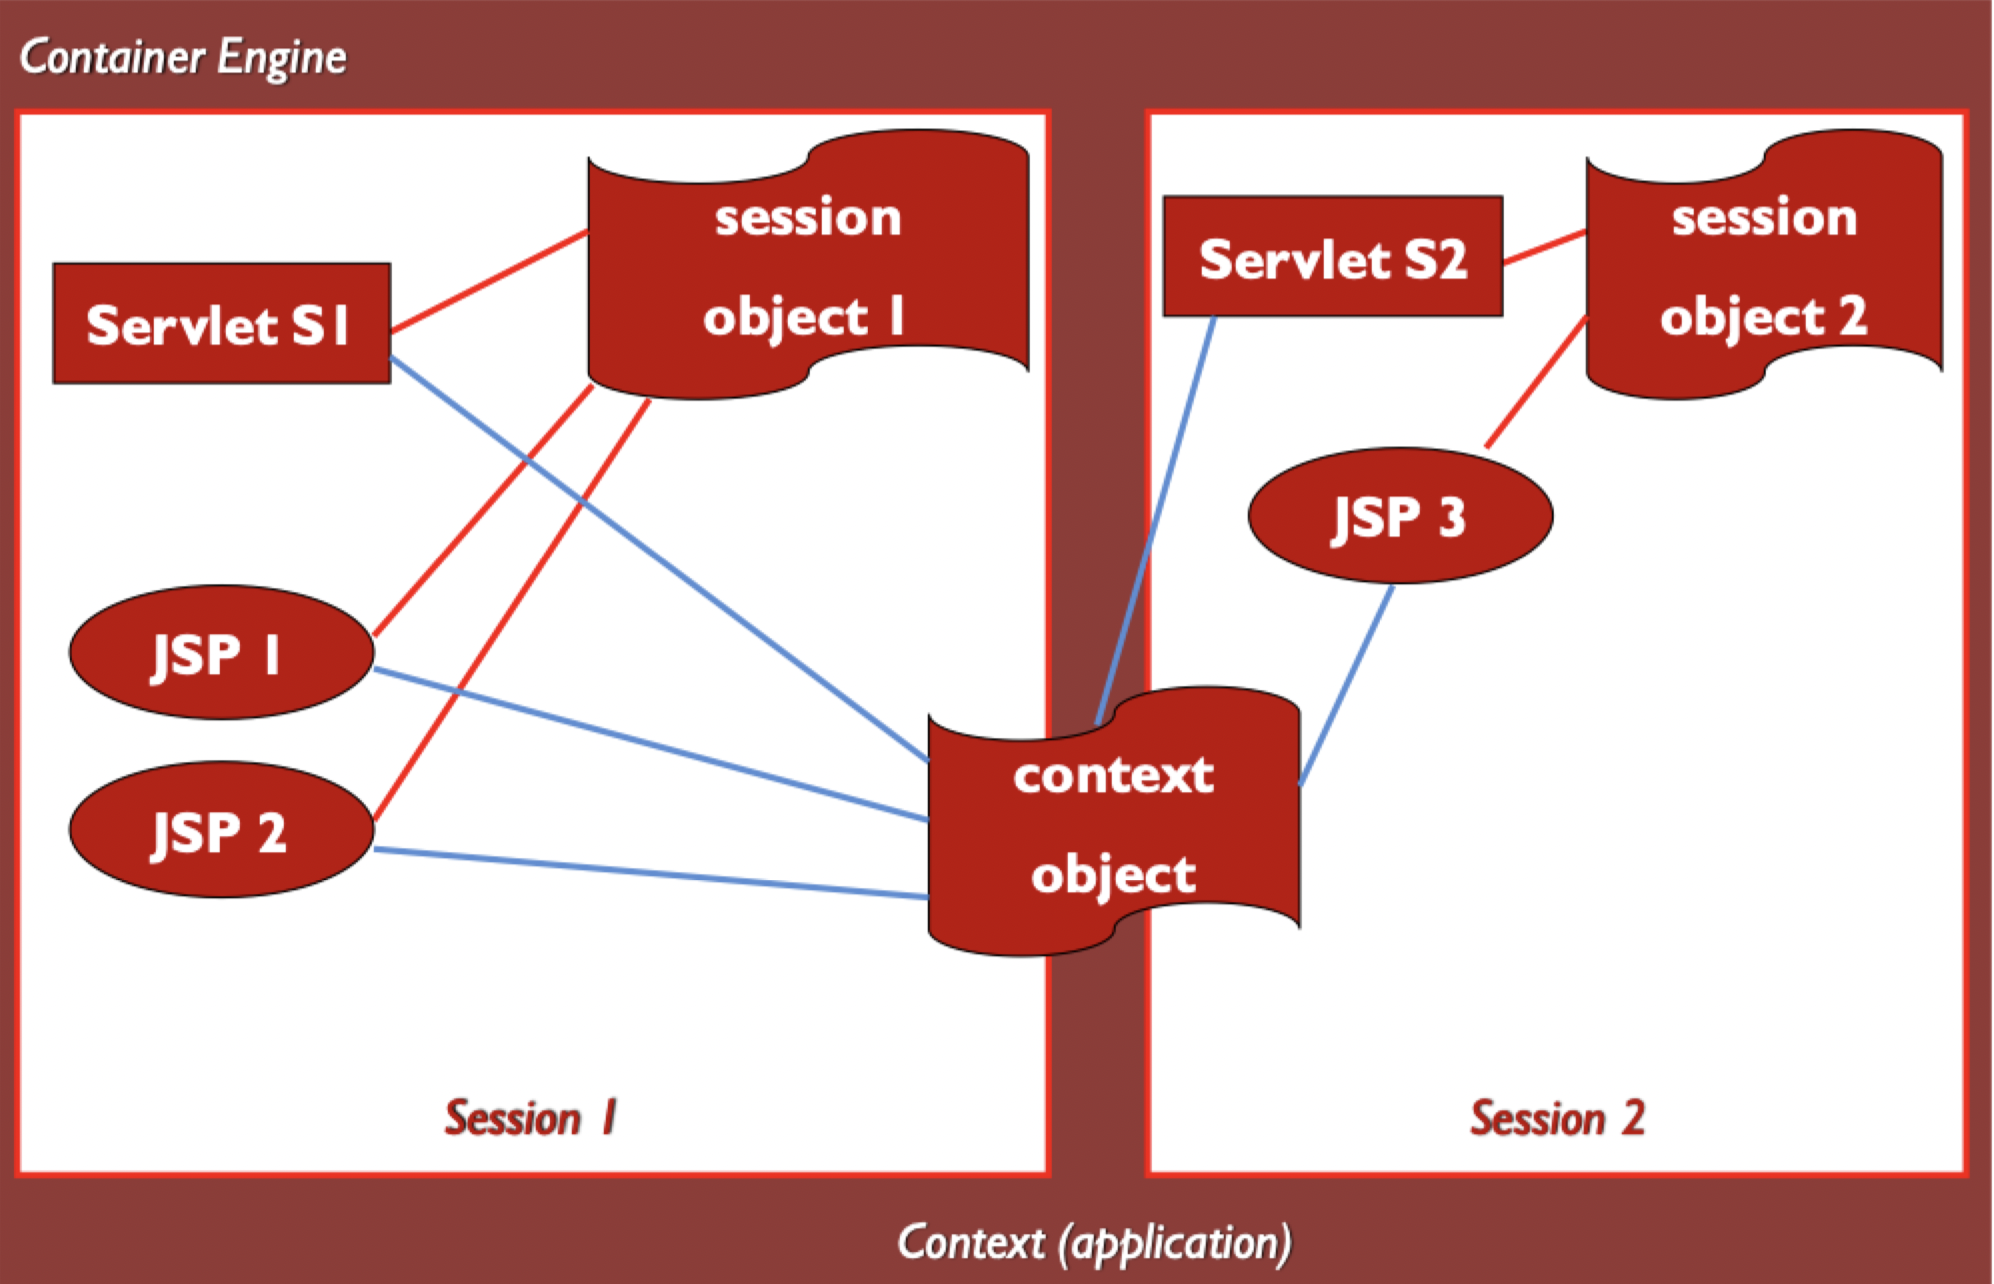 Container Engine
session
object 1
Servlet S1
JSP 1
JSP 2
Session 1
context
object
Servlet S2
session
object 2
JSP 3
Session 2
Context (application)